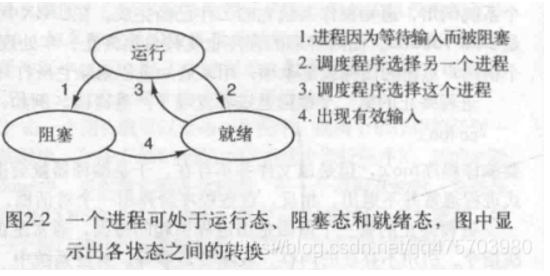 运行
1
3
2
阻塞
4
就绪
1.进程因为等待输入而被阻塞
2. 调度程序选择另一个进程
3. 调度程序选择这个进程
4. 出现有效输入
图2-2 一个进程可处于运行态、阻塞态和就绪态，图中显
示出各状态之间的转换
https://blog.csdn.net/qq475703980